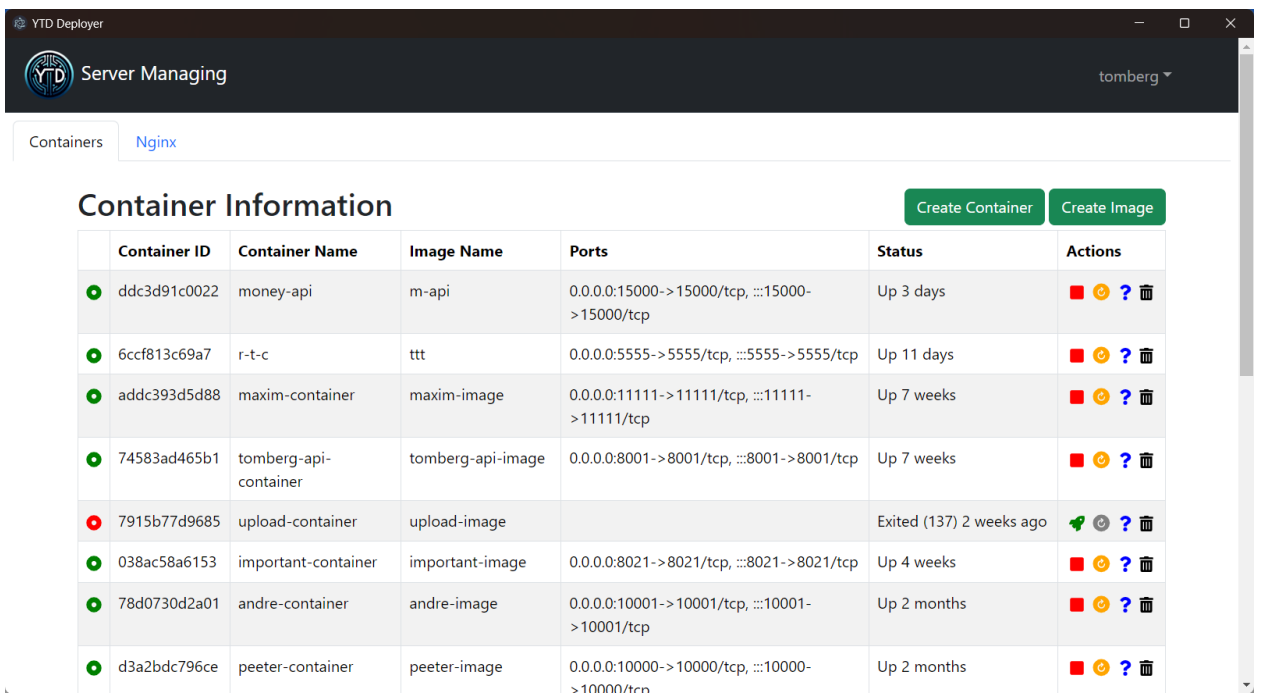 YTD Deployer
YTD
Server Managing
tomberg
Containers
Nginx
Container Information
Create Container
Create Image
Container ID
Container Name
Image Name
Ports
Status
Actions
ddc3d91c0022
money-api
m-api
0.0.0.0:15000->15000/tcp, :::15000-
>15000/tcp
Up 3 days
?
6ccf813c69a7
r-t-c
ttt
0.0.0.0:5555->5555/tcp, :::5555->5555/tcp
Up 11 days
?
addc393d5d88
maxim-container
maxim-image
0.0.0.0:11111->11111/tcp, :::11111-
>11111/tcp
Up 7 weeks
?
74583ad465b1
tomberg-api-
container
tomberg-api-image
0.0.0.0:8001->8001/tcp, :::8001->8001/tcp
Up 7 weeks
?
7915b77d9685
upload-container
upload-image
Exited (137) 2 weeks ago
?
038ac58a6153
important-container
important-image
0.0.0.0:8021->8021/tcp, :::8021->8021/tcp
Up 4 weeks
?
78d0730d2a01
andre-container
andre-image
0.0.0.0:10001->10001/tcp, :::10001-
>10001/tcp
Up 2 months
?
d3a2bdc796ce
peeter-container
peeter-image
0.0.0.0:10000->10000/tcp, :::10000-
>10000/tcp
Up 2 months
?